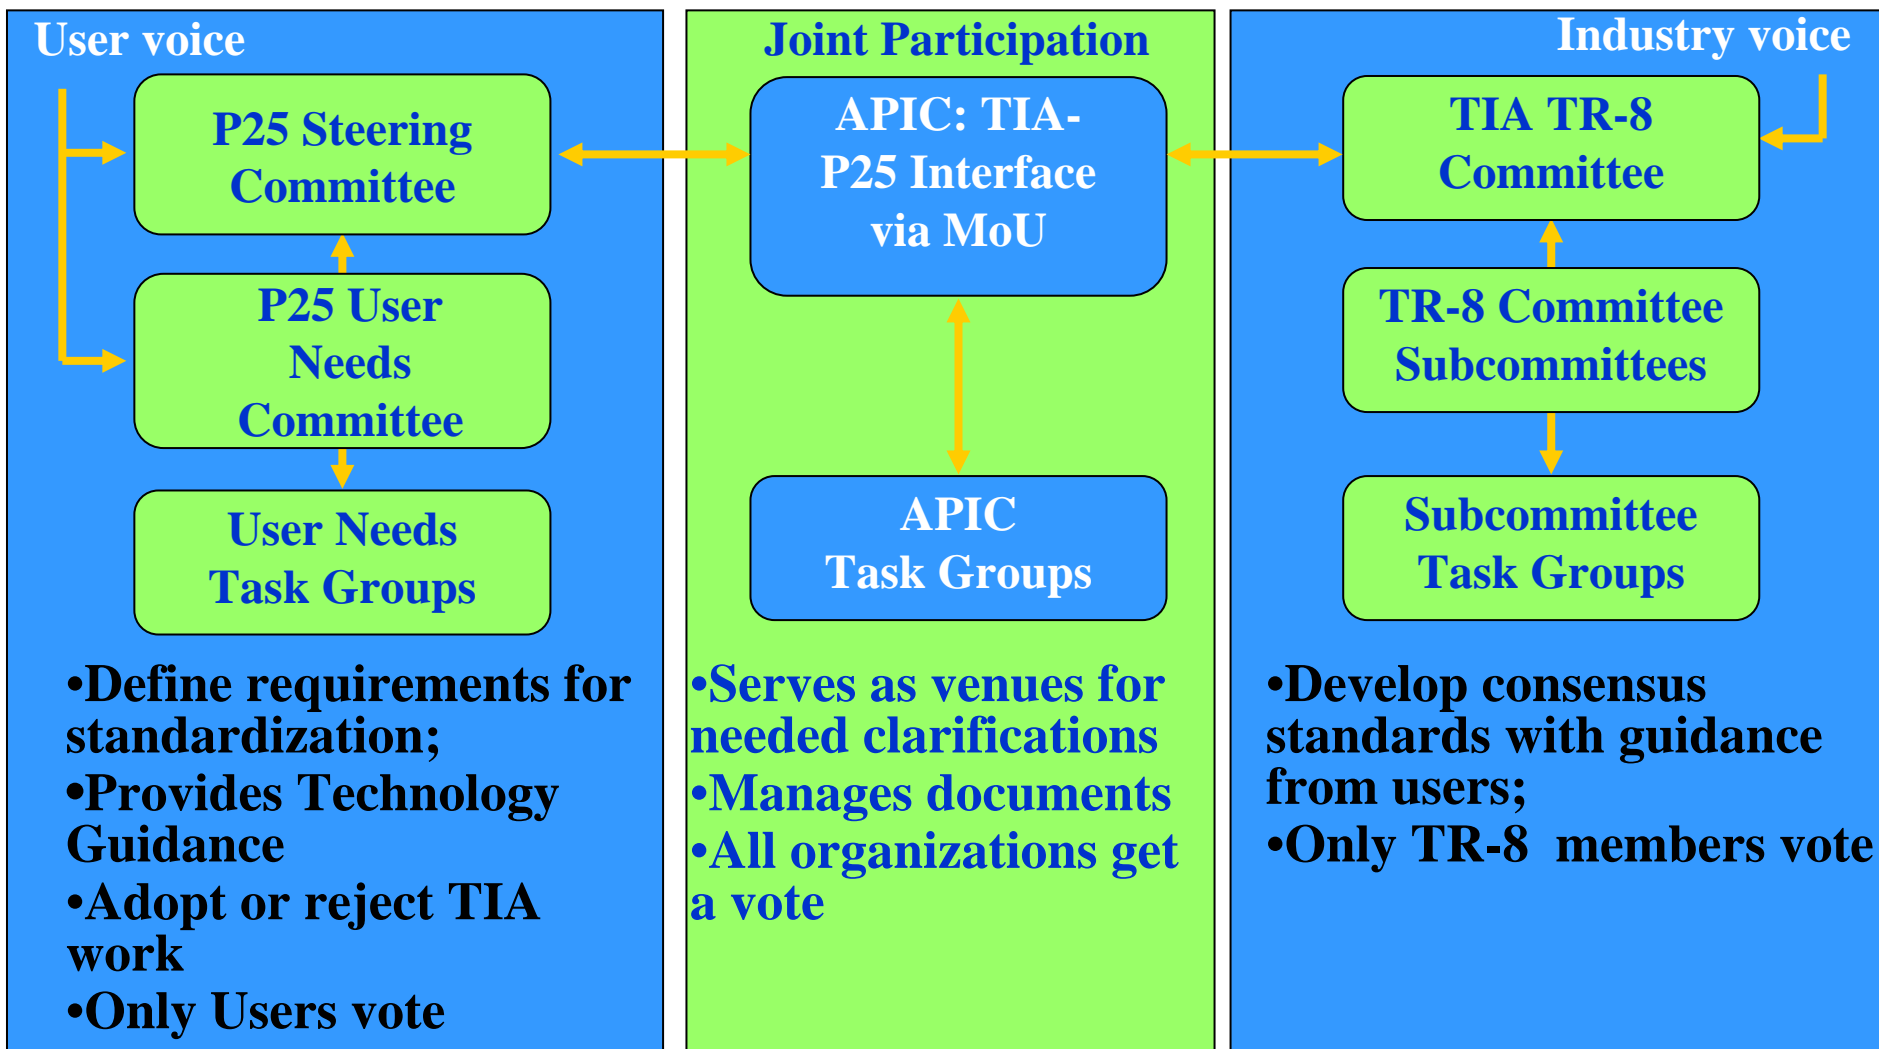 User voice
P25 Steering
Committee
P25 User
Needs
Committee
User Needs
Task Groups
•Define requirements for
standardization;
•Provides Technology
Guidance
•Adopt or reject TIA
work
•Only Users vote
Joint Participation
APIC: TIA-
P25 Interface
via MoU
APIC
Task Groups
•Serves as venues for
needed clarifications
•Manages documents
•All organizations get
a vote
Industry voice
TIA TR-8
Committee
TR-8 Committee
Subcommittees
Subcommittee
Task Groups
•Develop consensus
standards with guidance
from users;
•Only TR-8  members vote